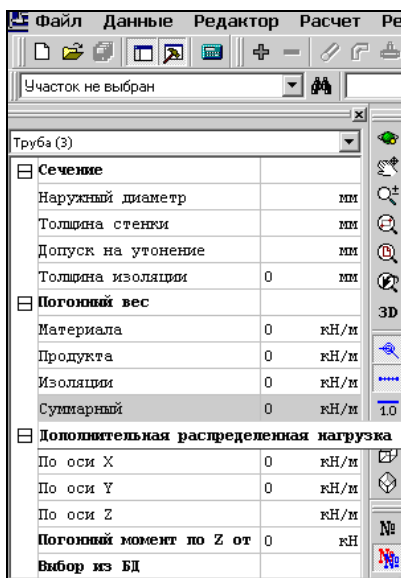 Файл Данные Редактор Расчет Ре
Участок не выбран
Труба (3)
Сечение
Наружный диаметр мм
Толщина стенки мм
Допуск на утонение мм
Толщина изоляции 0 мм
Погонный вес
Материала 0 кН/м
Продукта 0 кН/м
Изоляции 0 кН/м
Суммарный 0 кН/м
Дополнительная распределенная нагрузка
По оси X 0 кН/м
По оси Y 0 кН/м
По оси Z кН/м
Погонный момент по Z от 0 кН
Выбор из БД
3D
1.0
№
№